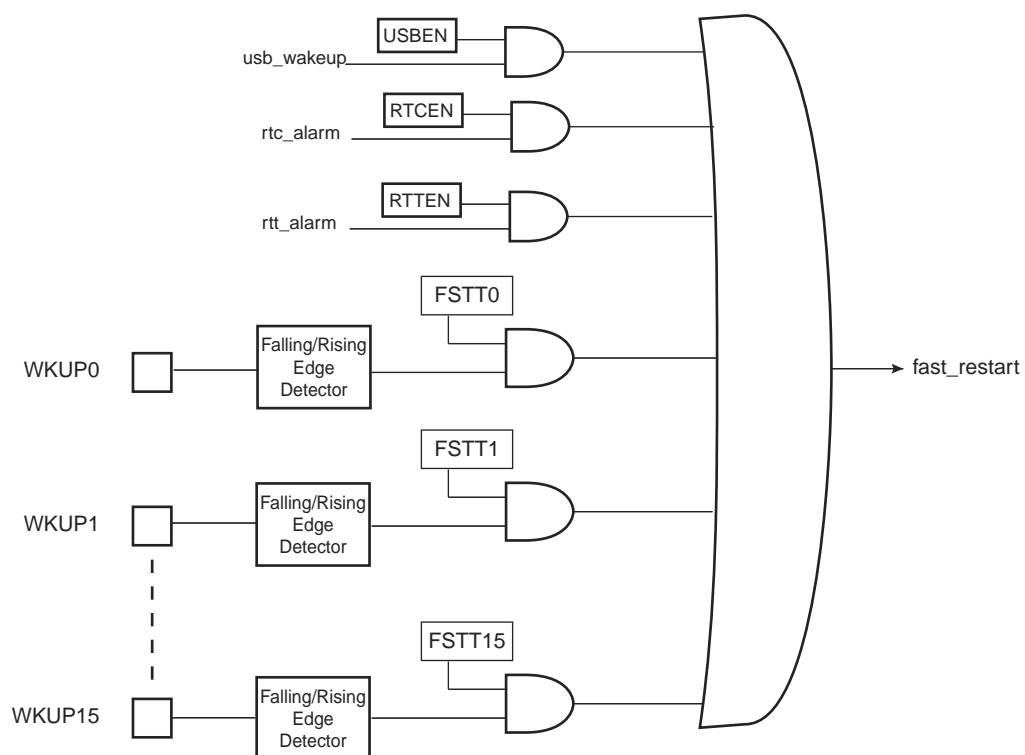 USBEN
usb_wakeup
RTCEN
rtc_alarm
RTTEN
rtt_alarm
FSTT0
WKUP0
Falling/Rising
Edge
Detector
fast_restart
FSTT1
WKUP1
Falling/Rising
Edge
Detector
FSTT15
WKUP15
Falling/Rising
Edge
Detector